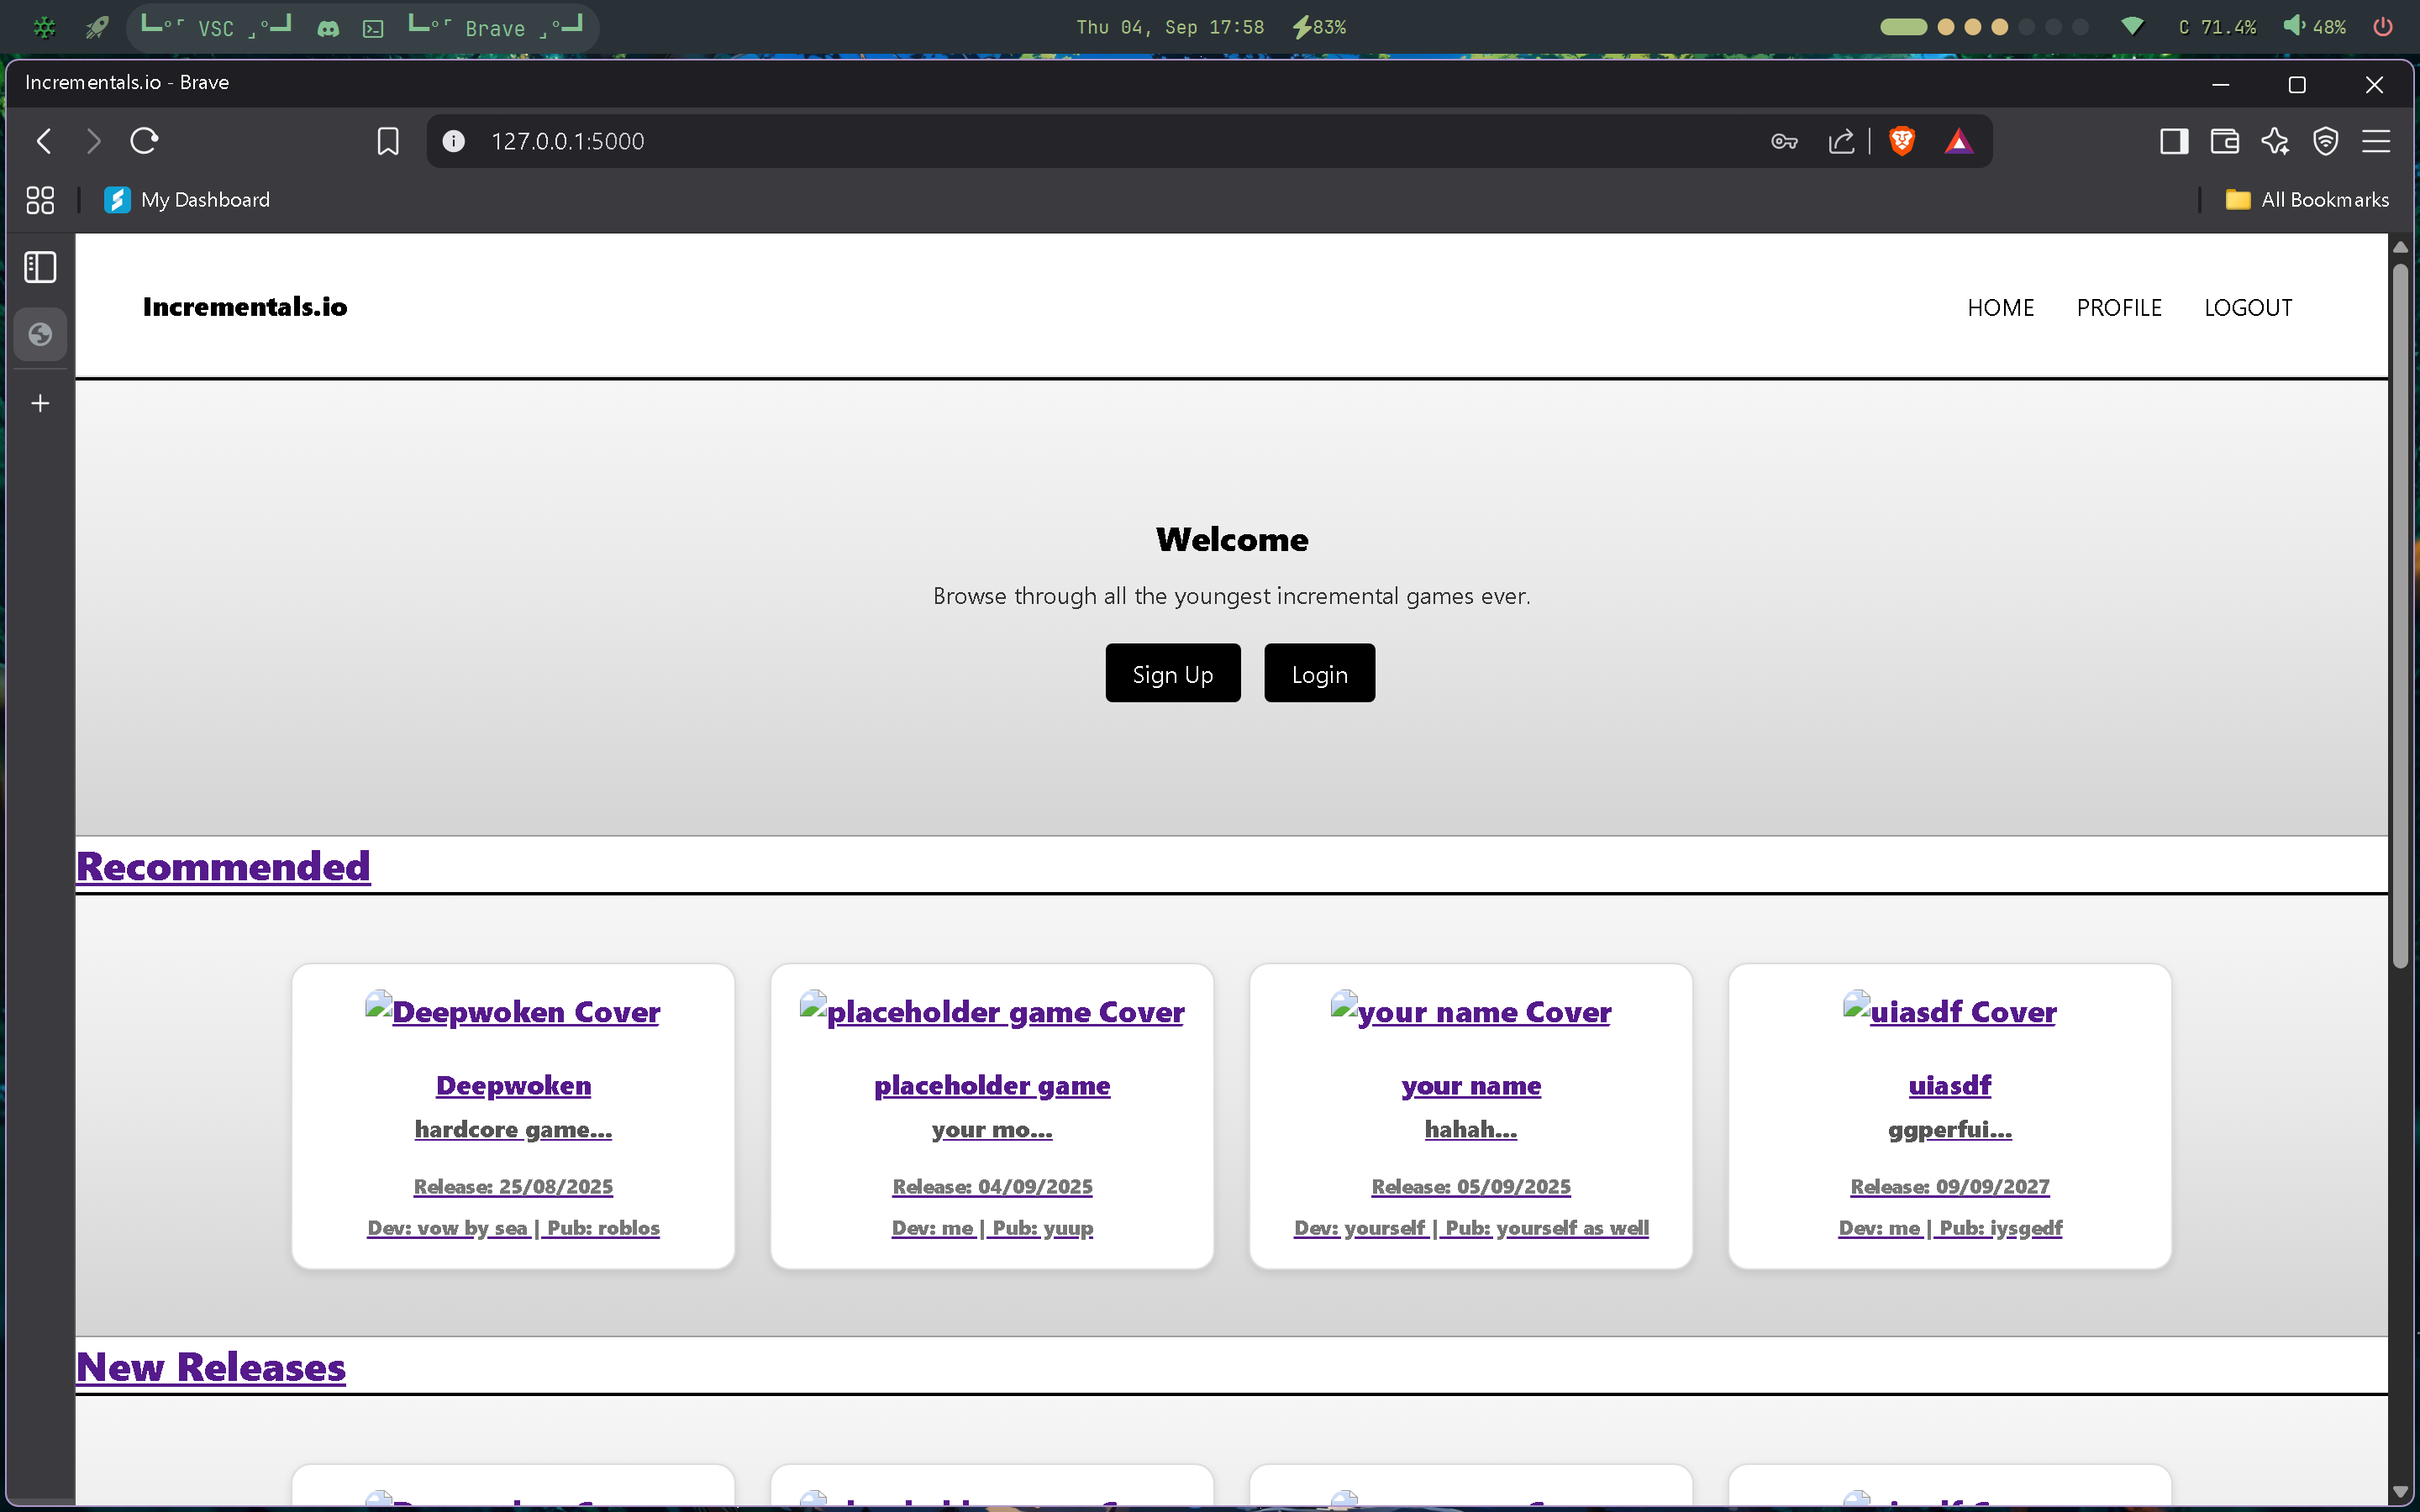 VSC Brave Thu 04, Sep 17:58 83% C 71.4% 48%
Incrementals.io - Brave
127.0.0.1:5000
My Dashboard All Bookmarks
Incrementals.io HOME PROFILE LOGOUT
Welcome
Browse through all the youngest incremental games ever.
Sign Up Login
Recommended
Deepwoken Cover placeholder game Cover your name Cover uiasdf Cover
Deepwoken placeholder game your name uiasdf
hardcore game... your mo... hahah... ggperfui...
Release: 25/08/2025 Release: 04/09/2025 Release: 05/09/2025 Release: 09/09/2027
Dev: vow by sea | Pub: roblos Dev: me | Pub: yuup Dev: yourself | Pub: yourself as well Dev: me | Pub: iysgedf
New Releases